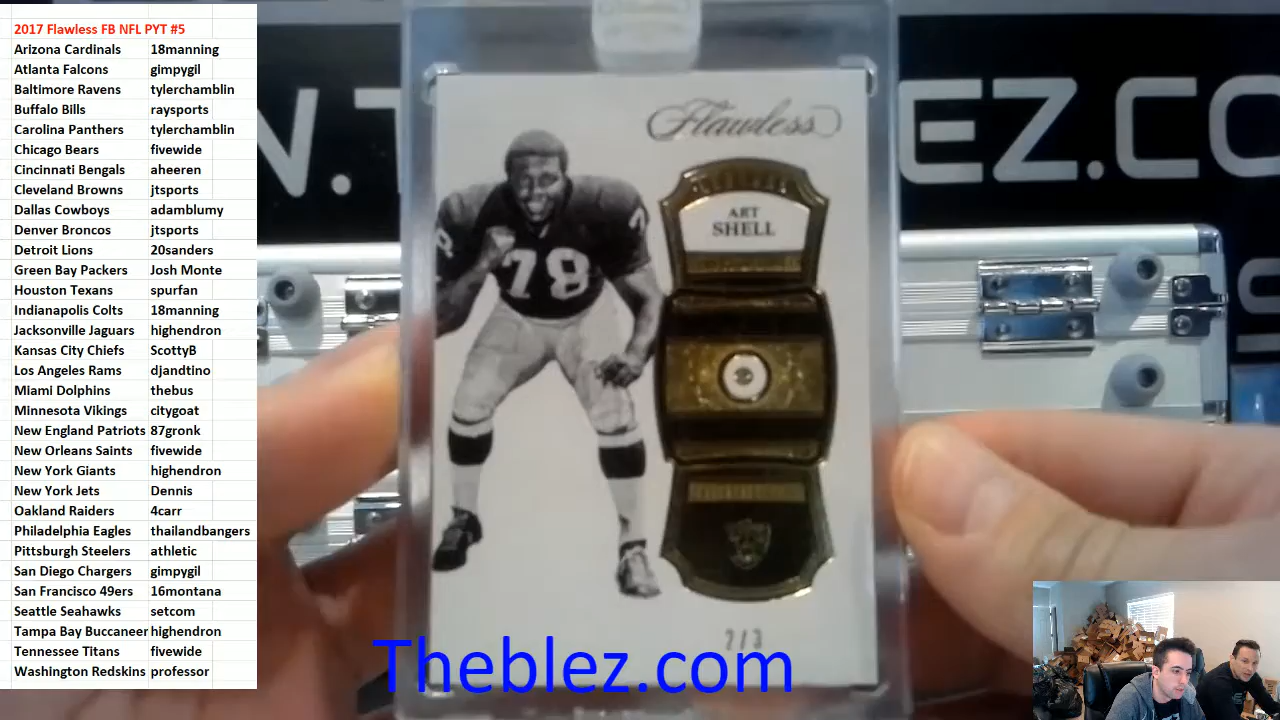 2017 Flawless FB NFL PYT #5
Arizona Cardinals 18manning
Atlanta Falcons gimpygil
Baltimore Ravens tylerchamblin
Buffalo Bills raysports
Carolina Panthers tylerchamblin
Chicago Bears fivewide
Cincinnati Bengals aheeren
Cleveland Browns jtsports
Dallas Cowboys adamblumy
Denver Broncos jtsports
Detroit Lions 20sanders
Green Bay Packers Josh Monte
Houston Texans spurfan
Indianapolis Colts 18manning
Jacksonville Jaguars highendron
Kansas City Chiefs ScottyB
Los Angeles Rams djandtino
Miami Dolphins thebus
Minnesota Vikings citygoat
New England Patriots 87gronk
New Orleans Saints fivewide
New York Giants highendron
New York Jets Dennis
Oakland Raiders 4carr
Philadelphia Eagles thailandbangers
Pittsburgh Steelers athletic
San Diego Chargers gimpygil
San Francisco 49ers 16montana
Seattle Seahawks setcom
Tampa Bay Buccaneer highendron
Tennessee Titans fivewide
Washington Redskins professor
Flawless
ART
SHELL
78
EZ.CO
Theblez.com